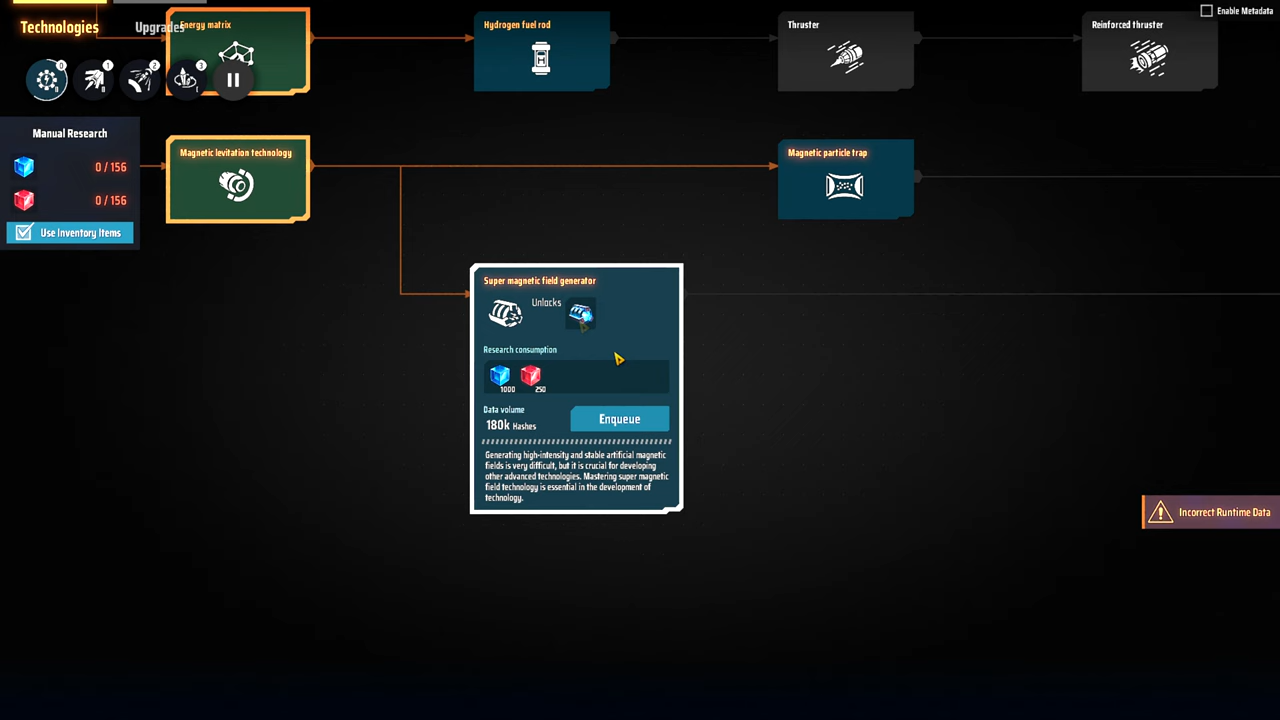 Technologies
Upgrades
Energy matrix
Hydrogen fuel rod
Thruster
Reinforced thruster
Enable Metadata
0
1
2
3
Manual Research
0 / 156
0 / 156
Use Inventory Items
Magnetic levitation technology
Magnetic particle trap
Super magnetic field generator
Unlocks
Research consumption
1000
250
Data volume
180k Hashes
Enqueue
Generating high-intensity and stable artificial magnetic
fields is very difficult, but it is crucial for developing
other advanced technologies. Mastering super magnetic
field technology is essential in the development of
technology.
Incorrect Runtime Data